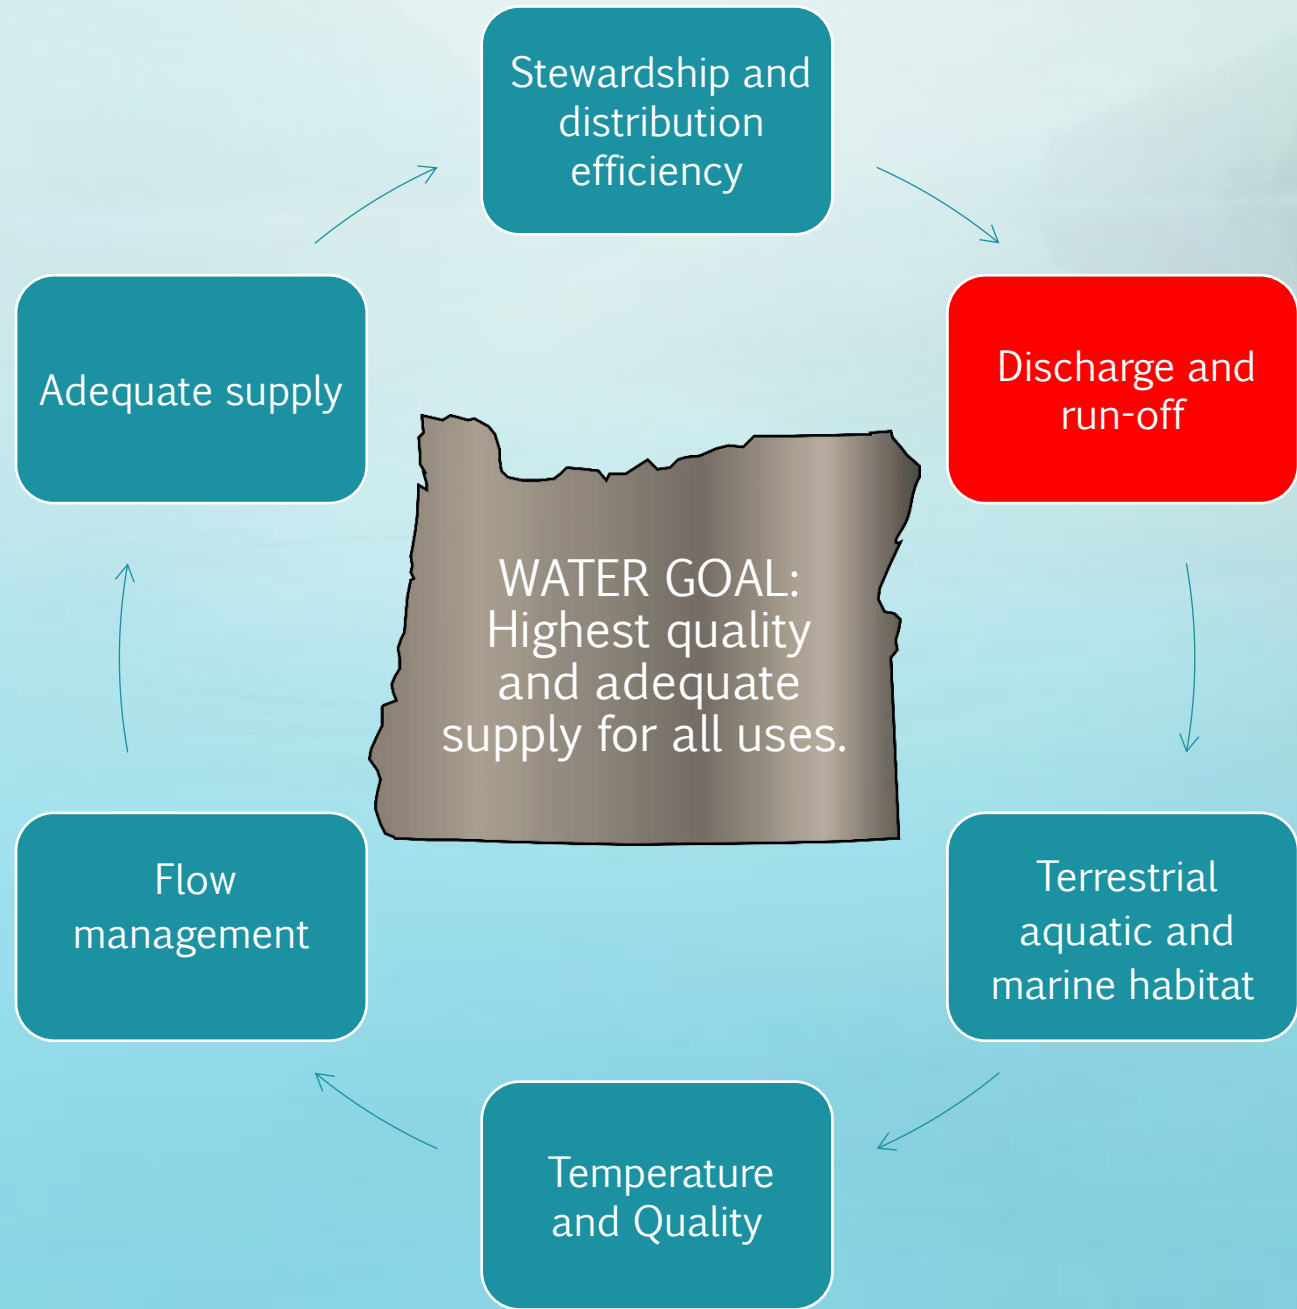 Stewardship and
distribution
efficiency
Discharge and
run-off
Terrestrial
aquatic and
marine habitat
Temperature
and Quality
Flow
management
Adequate supply
WATER GOAL:
Highest quality
and adequate
supply for all uses.